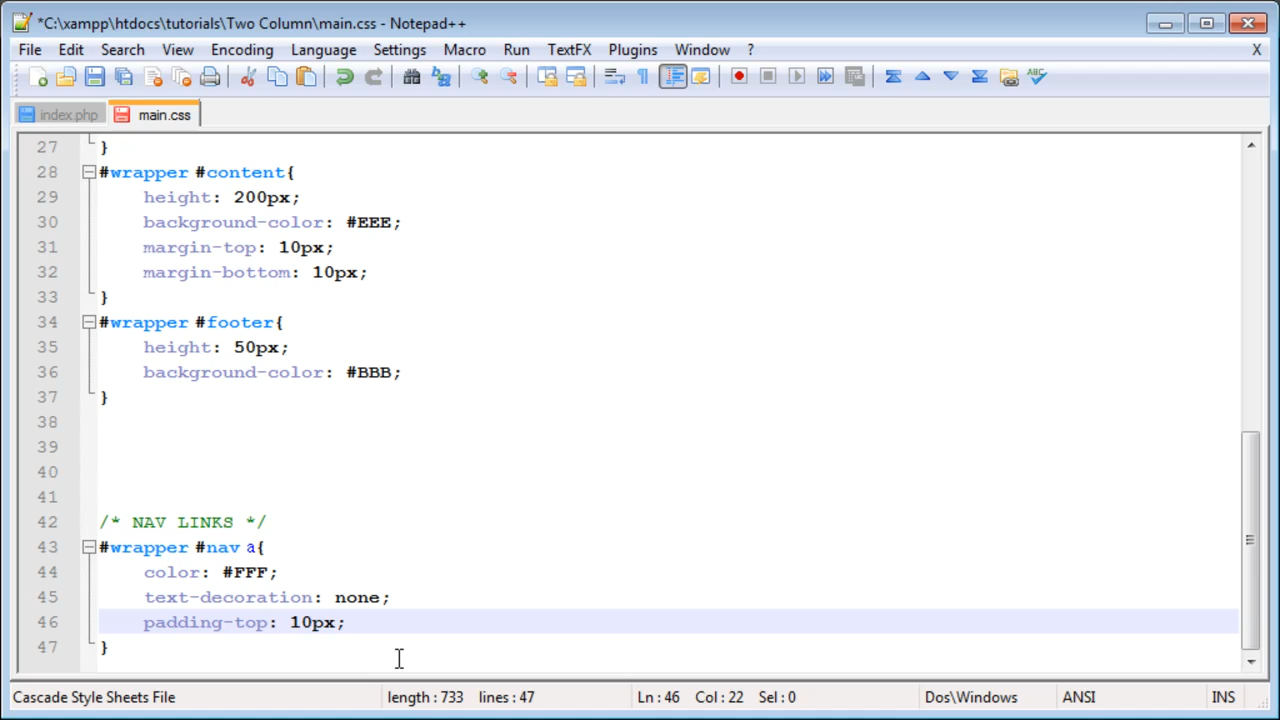 *C:\xampp\htdocs\tutorials\Two Column\main.css - Notepad++
File Edit Search View Encoding Language Settings Macro Run TextFX Plugins Window ? X
index.php main.css
27 }
28 #wrapper #content{
29 height: 200px;
30 background-color: #EEE;
31 margin-top: 10px;
32 margin-bottom: 10px;
33 }
34 #wrapper #footer{
35 height: 50px;
36 background-color: #BBB;
37 }
38
39
40
41
42 /* NAV LINKS */
43 #wrapper #nav a{
44 color: #FFF;
45 text-decoration: none;
46 padding-top: 10px;
47 }
Cascade Style Sheets File length : 733 lines : 47 Ln : 46 Col : 22 Sel : 0 Dos\Windows ANSI INS